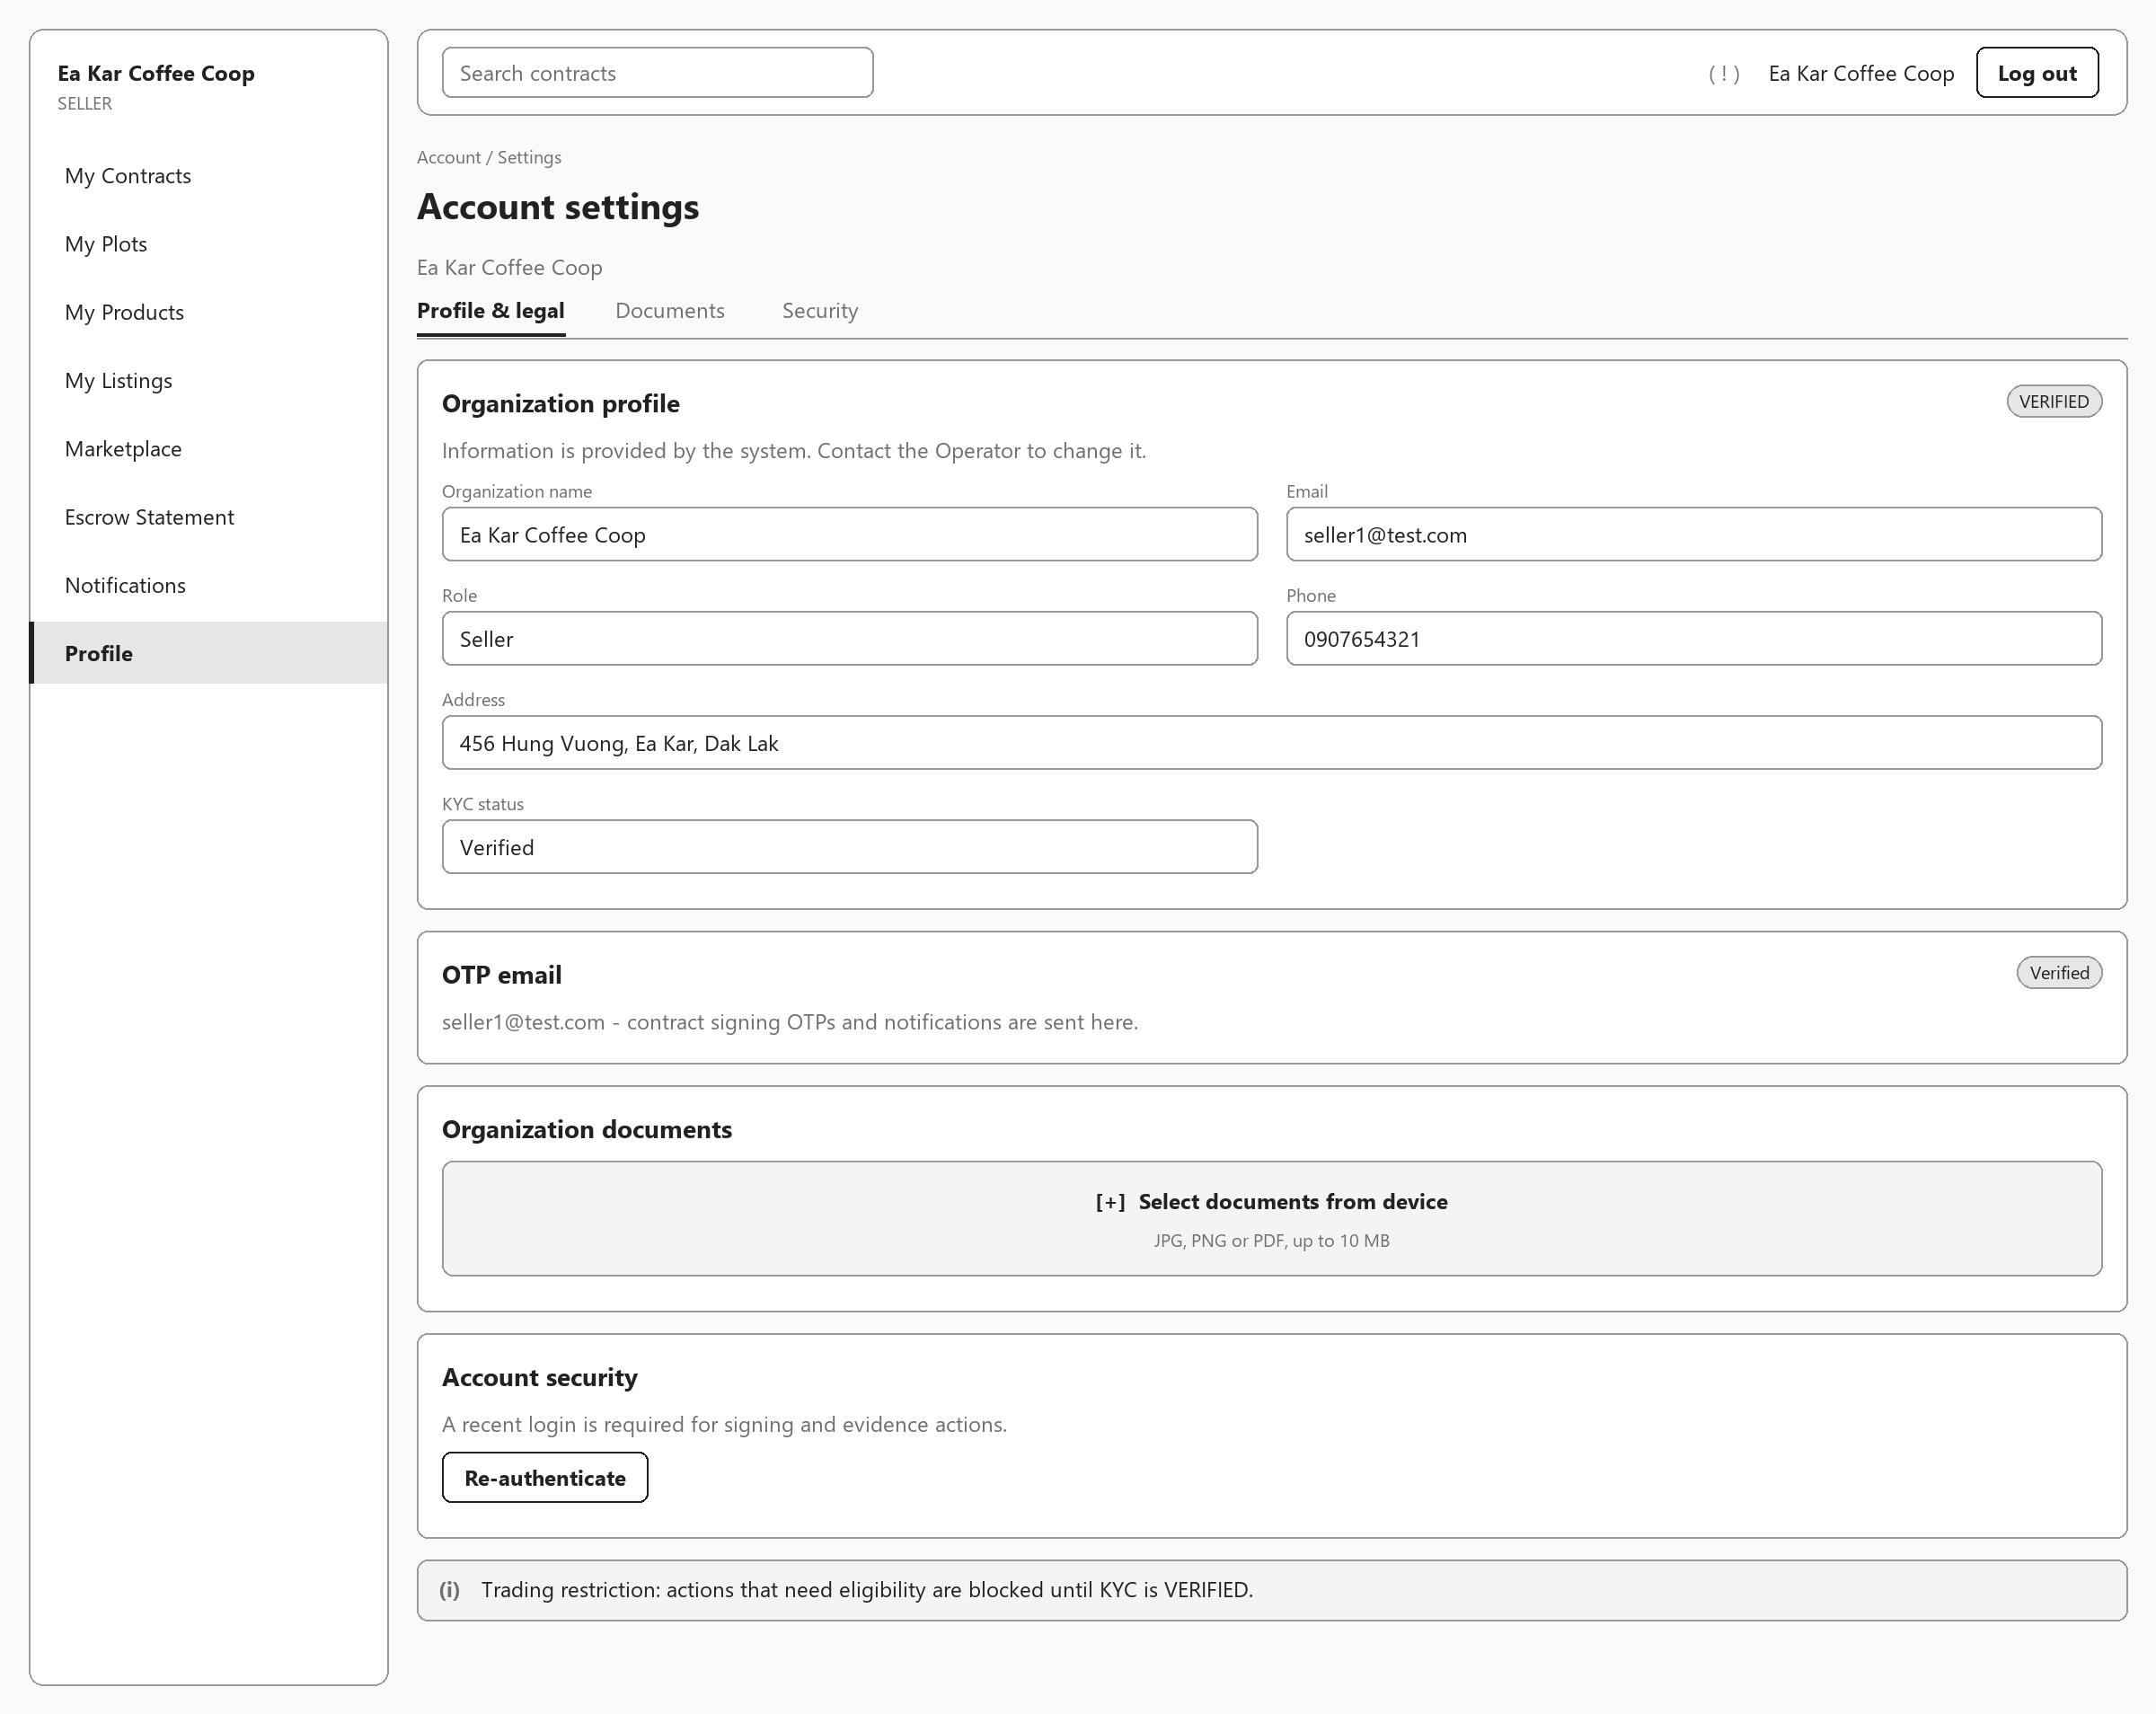 Ea Kar Coffee Coop
SELLER
My Contracts
My Plots
My Products
My Listings
Marketplace
Escrow Statement
Notifications
Profile
Search contracts
( ! )
Ea Kar Coffee Coop
Log out
Account / Settings
Account settings
Ea Kar Coffee Coop
Profile & legal
Documents
Security
Organization profile
VERIFIED
Information is provided by the system. Contact the Operator to change it.
Organization name
Ea Kar Coffee Coop
Email
seller1@test.com
Role
Seller
Phone
0907654321
Address
456 Hung Vuong, Ea Kar, Dak Lak
KYC status
Verified
OTP email
Verified
seller1@test.com - contract signing OTPs and notifications are sent here.
Organization documents
[+] Select documents from device
JPG, PNG or PDF, up to 10 MB
Account security
A recent login is required for signing and evidence actions.
Re-authenticate
(i) Trading restriction: actions that need eligibility are blocked until KYC is VERIFIED.